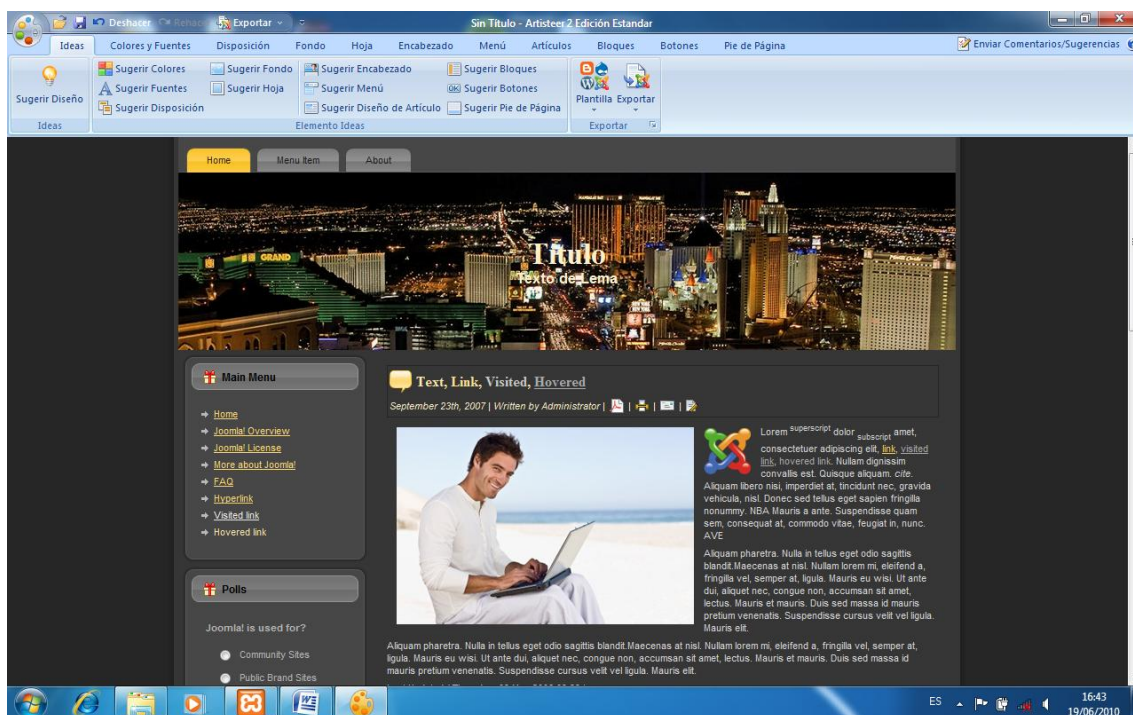 Deshacer Rehacer Exportar
Sin Título - Artisteer 2 Edición Estandar
Ideas Colores y Fuentes Disposición Fondo Hoja Encabezado Menú Artículos Bloques Botones Pie de Página Enviar Comentarios/Sugerencias
Sugerir Diseño
Ideas
Sugerir Colores Sugerir Fondo Sugerir Encabezado Sugerir Bloques
Sugerir Fuentes Sugerir Hoja Sugerir Menú Sugerir Botones
Sugerir Disposición Sugerir Diseño de Artículo Sugerir Pie de Página
Elemento Ideas
Plantilla Exportar
Exportar
Home Menu Item About
GRAND
Título
Texto de Lema
Main Menu
Home
Joomla! Overview
Joomla! License
More about Joomla!
FAQ
Hyperlink
Visited link
Hovered link
Polls
Joomla! is used for?
Community Sites
Public Brand Sites
Text, Link, Visited, Hovered
September 23th, 2007 | Written by Administrator | | | |
Lorem superscript dolor subscript amet,
consectetuer adipiscing elit, link, visited
link, hovered link. Nullam dignissim
convallis est. Quisque aliquam. cite.
Aliquam libero nisi, imperdiet at, tincidunt nec, gravida
vehicula, nisl. Donec sed tellus eget sapien fringilla
nonummy. NBA Mauris a ante. Suspendisse quam
sem, consequat at, commodo vitae, feugiat in, nunc.
AVE
Aliquam pharetra. Nulla in tellus eget odio sagittis
blandit.Maecenas at nisl. Nullam lorem mi, eleifend a,
fringilla vel, semper at, ligula. Mauris eu wisi. Ut ante
dui, aliquet nec, congue non, accumsan sit amet,
lectus. Mauris et mauris. Duis sed massa id mauris
pretium venenatis. Suspendisse cursus velit vel ligula.
Mauris elit.
Aliquam pharetra. Nulla in tellus eget odio sagittis blandit.Maecenas at nisl. Nullam lorem mi, eleifend a, fringilla vel, semper at,
ligula. Mauris eu wisi. Ut ante dui, aliquet nec, congue non, accumsan sit amet, lectus. Mauris et mauris. Duis sed massa id
mauris pretium venenatis. Suspendisse cursus velit vel ligula. Mauris elit.
ES
16:43
19/06/2010